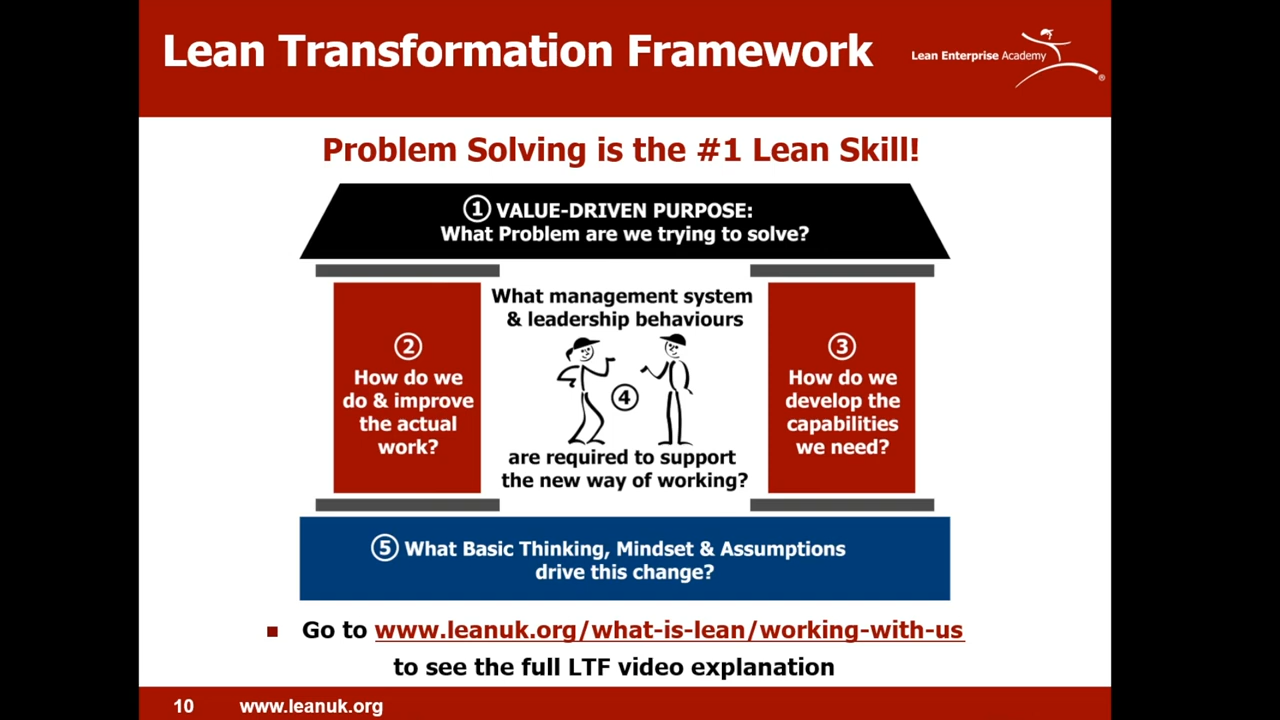 Lean Transformation Framework
Lean Enterprise Academy
®
Problem Solving is the #1 Lean Skill!
① VALUE-DRIVEN PURPOSE:
What Problem are we trying to solve?
②
How do we
do & improve
the actual
work?
What management system
& leadership behaviours
④
are required to support
the new way of working?
③
How do we
develop the
capabilities
we need?
⑤ What Basic Thinking, Mindset & Assumptions
drive this change?
▪ Go to www.leanuk.org/what-is-lean/working-with-us
to see the full LTF video explanation
10 www.leanuk.org